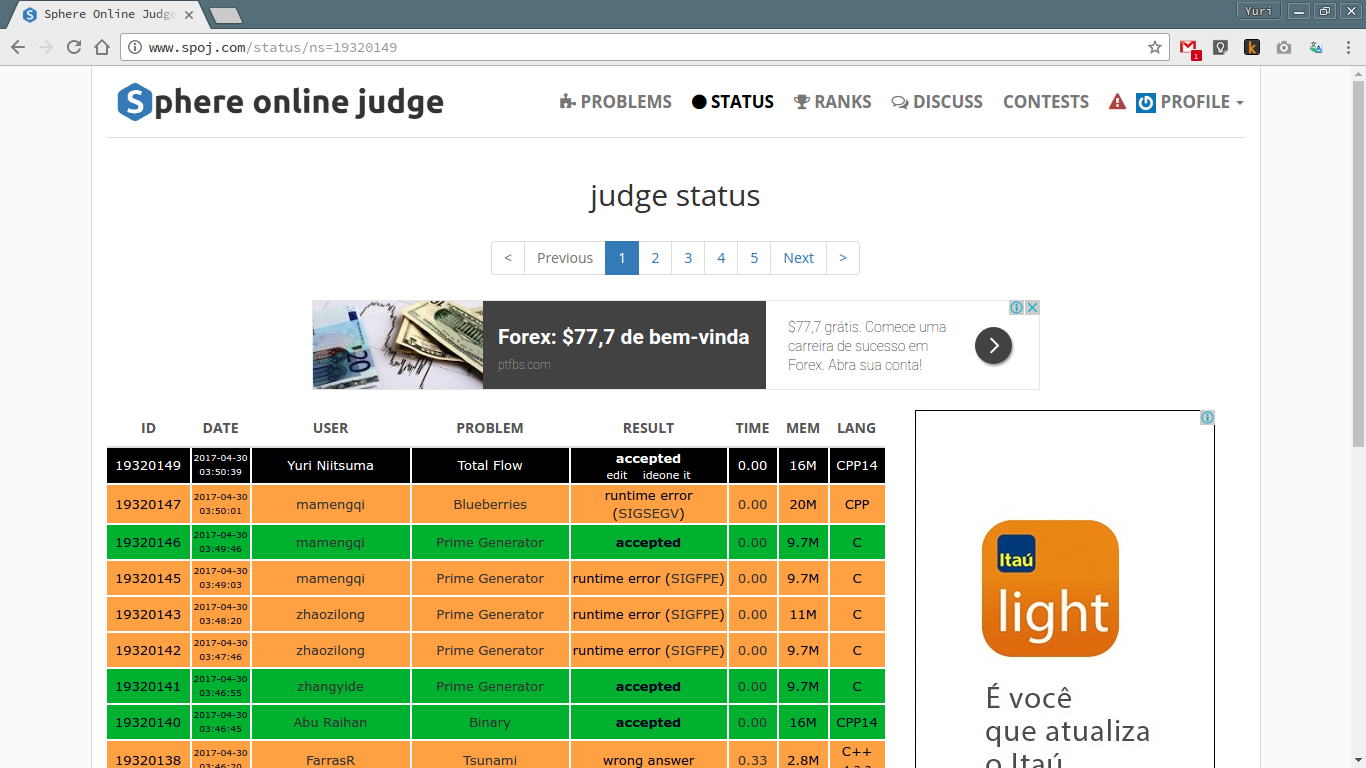 Sphere Online Judge
Yuri
www.spoj.com/status/ns=19320149
1
Sphere online judge
PROBLEMS STATUS RANKS DISCUSS CONTESTS PROFILE
judge status
< Previous 1 2 3 4 5 Next >
Forex: $77,7 de bem-vinda
ptfbs.com
$77,7 grátis. Comece uma
carreira de sucesso em
Forex. Abra sua conta!
ID DATE USER PROBLEM RESULT TIME MEM LANG
19320149 2017-04-30 03:50:39 Yuri Niitsuma Total Flow accepted edit ideone it 0.00 16M CPP14
19320147 2017-04-30 03:50:01 mamengqi Blueberries runtime error (SIGSEGV) 0.00 20M CPP
19320146 2017-04-30 03:49:46 mamengqi Prime Generator accepted 0.00 9.7M C
19320145 2017-04-30 03:49:03 mamengqi Prime Generator runtime error (SIGFPE) 0.00 9.7M C
19320143 2017-04-30 03:48:20 zhaozilong Prime Generator runtime error (SIGFPE) 0.00 11M C
19320142 2017-04-30 03:47:46 zhaozilong Prime Generator runtime error (SIGFPE) 0.00 9.7M C
19320141 2017-04-30 03:46:55 zhangyide Prime Generator accepted 0.00 9.7M C
19320140 2017-04-30 03:46:45 Abu Raihan Binary accepted 0.00 16M CPP14
19320138 2017-04-30 03:46:20 FarrasR Tsunami wrong answer 0.33 2.8M C++
Itaú
light
É você
que atualiza
o Itaú